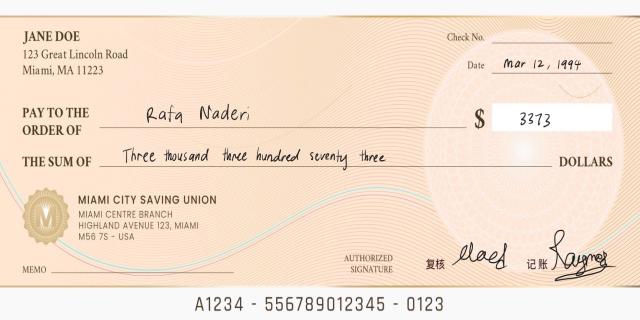 JANE DOE
123 Great Lincoln Road
Miami, MA 11223
Check No.
Date Mar 12, 1994
PAY TO THE
ORDER OF Rafa Naderi
$ 3373
THE SUM OF Three thousand three hundred seventy three DOLLARS
M
MIAMI CITY SAVING UNION
MIAMI CENTRE BRANCH
HIGHLAND AVENUE 123, MIAMI
M56 7S - USA
MEMO
AUTHORIZED
SIGNATURE
复核
记账
A1234 - 556789012345 - 0123